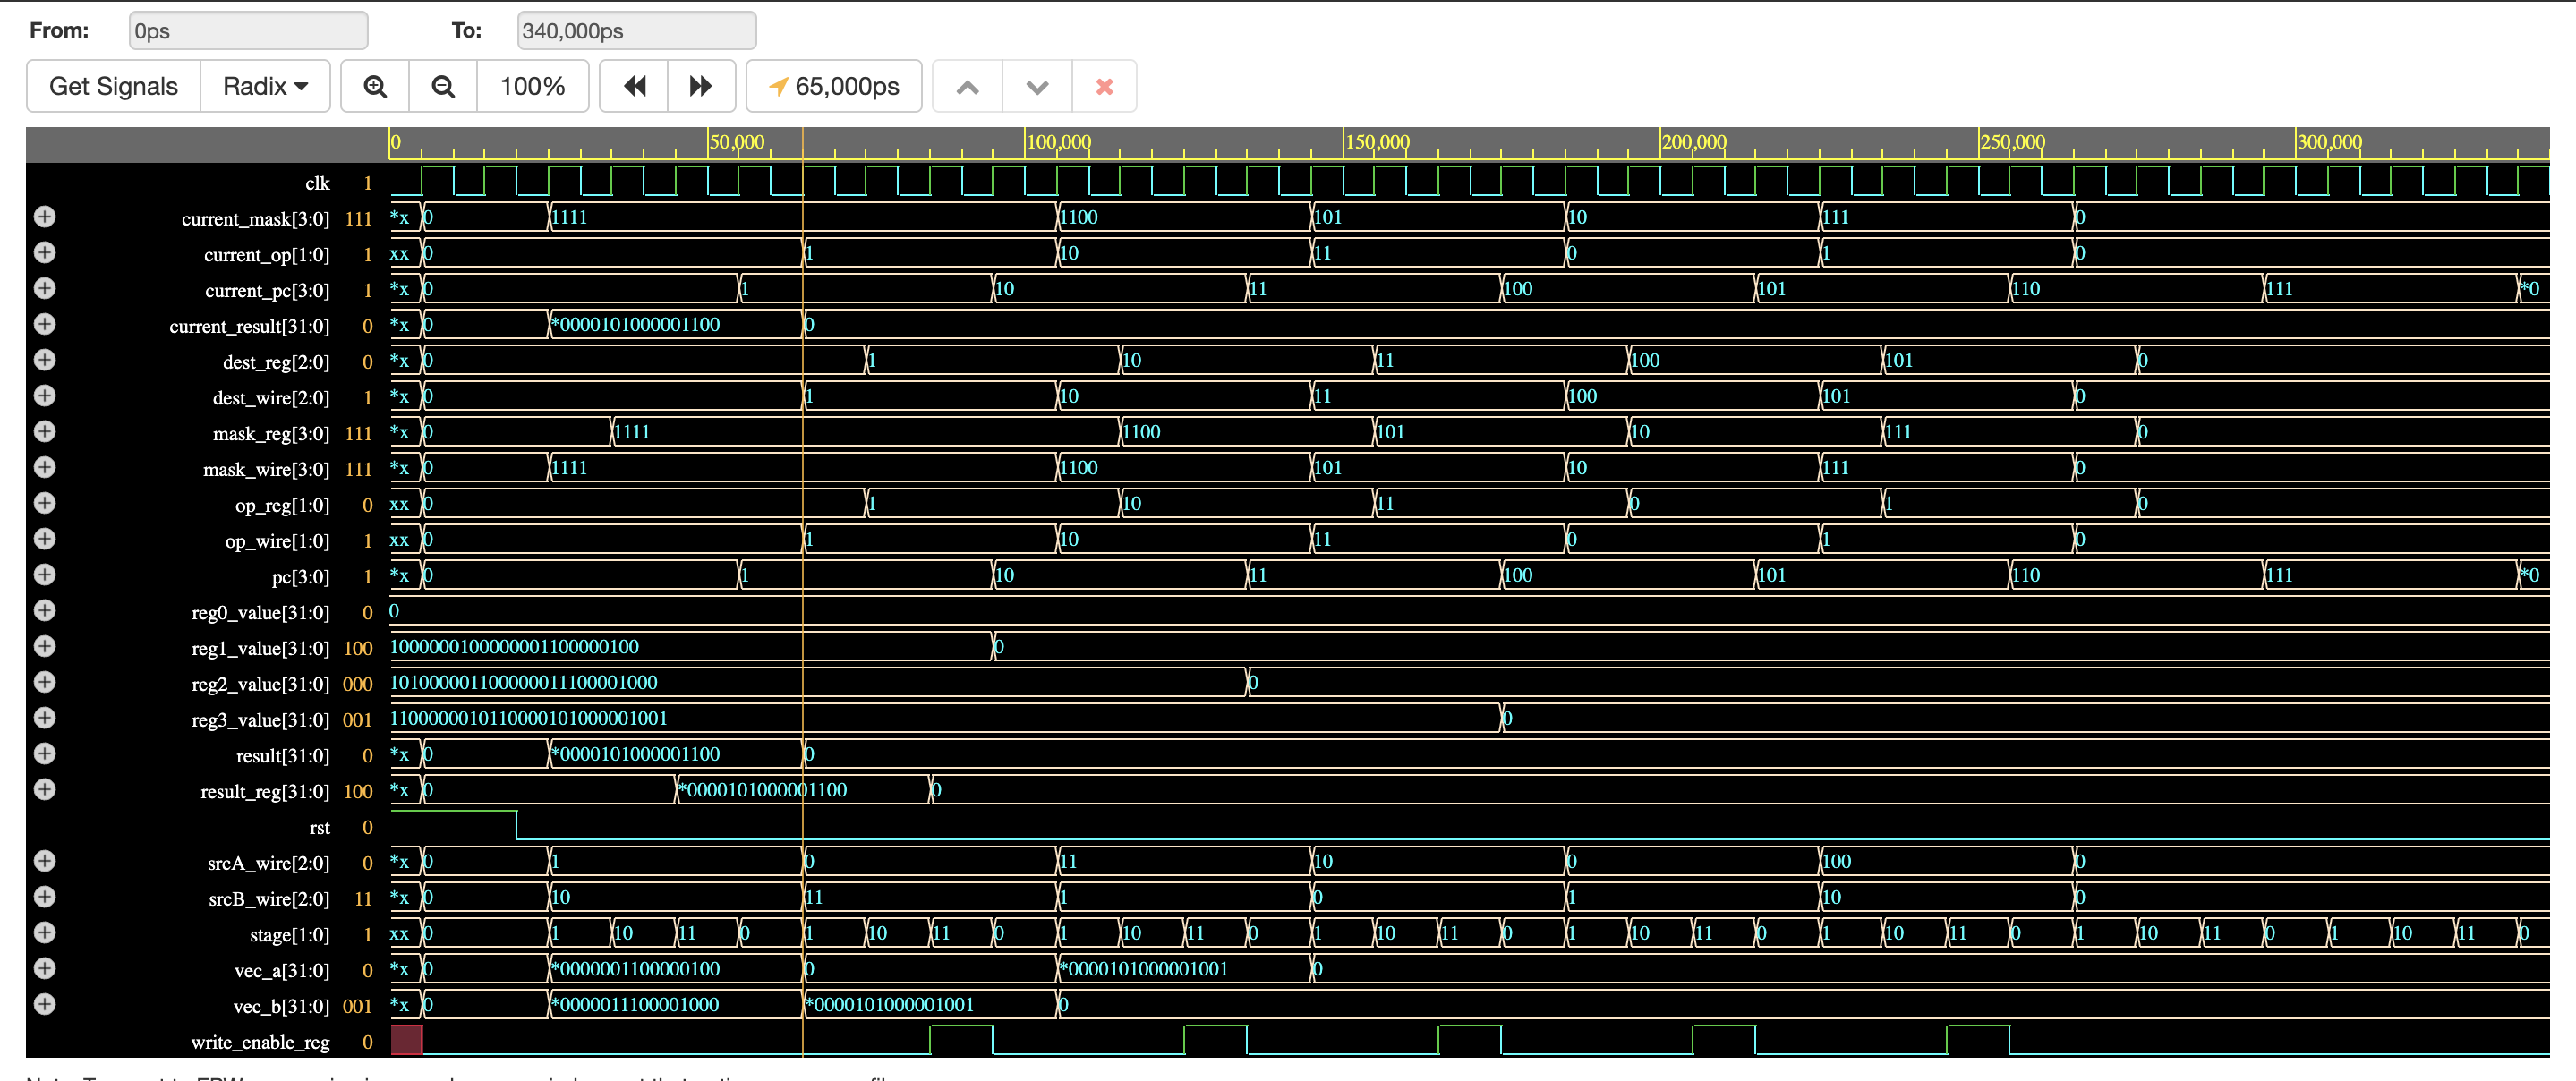 From: 0ps To: 340,000ps
Get Signals Radix 100% 65,000ps
0 50,000 100,000 150,000 200,000 250,000 300,000
clk 1
current_mask[3:0] 111 *x 0 1111 1100 101 10 111 0
current_op[1:0] 1 xx 0 1 10 11 0 1 0
current_pc[3:0] 1 *x 0 1 10 11 100 101 110 111 *0
current_result[31:0] 0 *x 0 *0000101000001100 0
dest_reg[2:0] 0 *x 0 1 10 11 100 101 0
dest_wire[2:0] 1 *x 0 1 10 11 100 101 0
mask_reg[3:0] 111 *x 0 1111 1100 101 10 111 0
mask_wire[3:0] 111 *x 0 1111 1100 101 10 111 0
op_reg[1:0] 0 xx 0 1 10 11 0 1 0
op_wire[1:0] 1 xx 0 1 10 11 0 1 0
pc[3:0] 1 *x 0 1 10 11 100 101 110 111 *0
reg0_value[31:0] 0 0
reg1_value[31:0] 100 1000000100000001100000100 0
reg2_value[31:0] 000 1010000001100000011100001000 0
reg3_value[31:0] 001 1100000010110000101000001001 0
result[31:0] 0 *x 0 *0000101000001100 0
result_reg[31:0] 100 *x 0 *0000101000001100 0
rst 0
srcA_wire[2:0] 0 *x 0 1 0 11 10 0 100 0
srcB_wire[2:0] 11 *x 0 10 11 1 0 1 10 0
stage[1:0] 1 xx 0 1 10 11 0 1 10 11 0 1 10 11 0 1 10 11 0 1 10 11 0 1 10 11 0 1 10 11 0 1 10 11 0
vec_a[31:0] 0 *x 0 *0000001100000100 0 *0000101000001001 0
vec_b[31:0] 001 *x 0 *0000011100001000 *0000101000001001 0
write_enable_reg 0